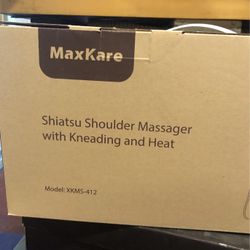 MaxKare
Shiatsu Shoulder Massager
with Kneading and Heat
Model: XKMS-412